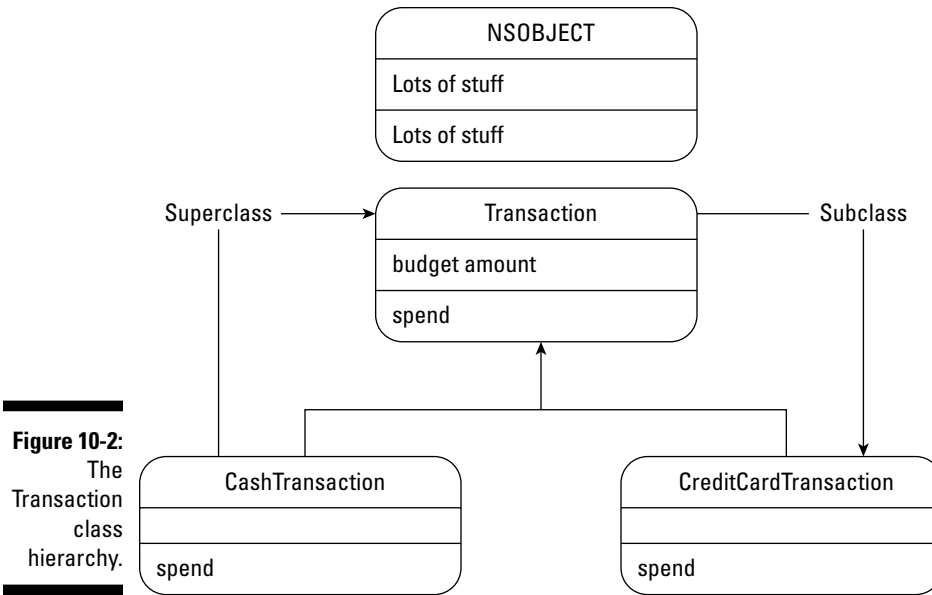 NSOBJECT
Lots of stuff
Lots of stuff
Superclass
Transaction
Subclass
budget amount
spend
Figure 10-2:
The
Transaction
class
hierarchy.
CashTransaction
spend
CreditCardTransaction
spend